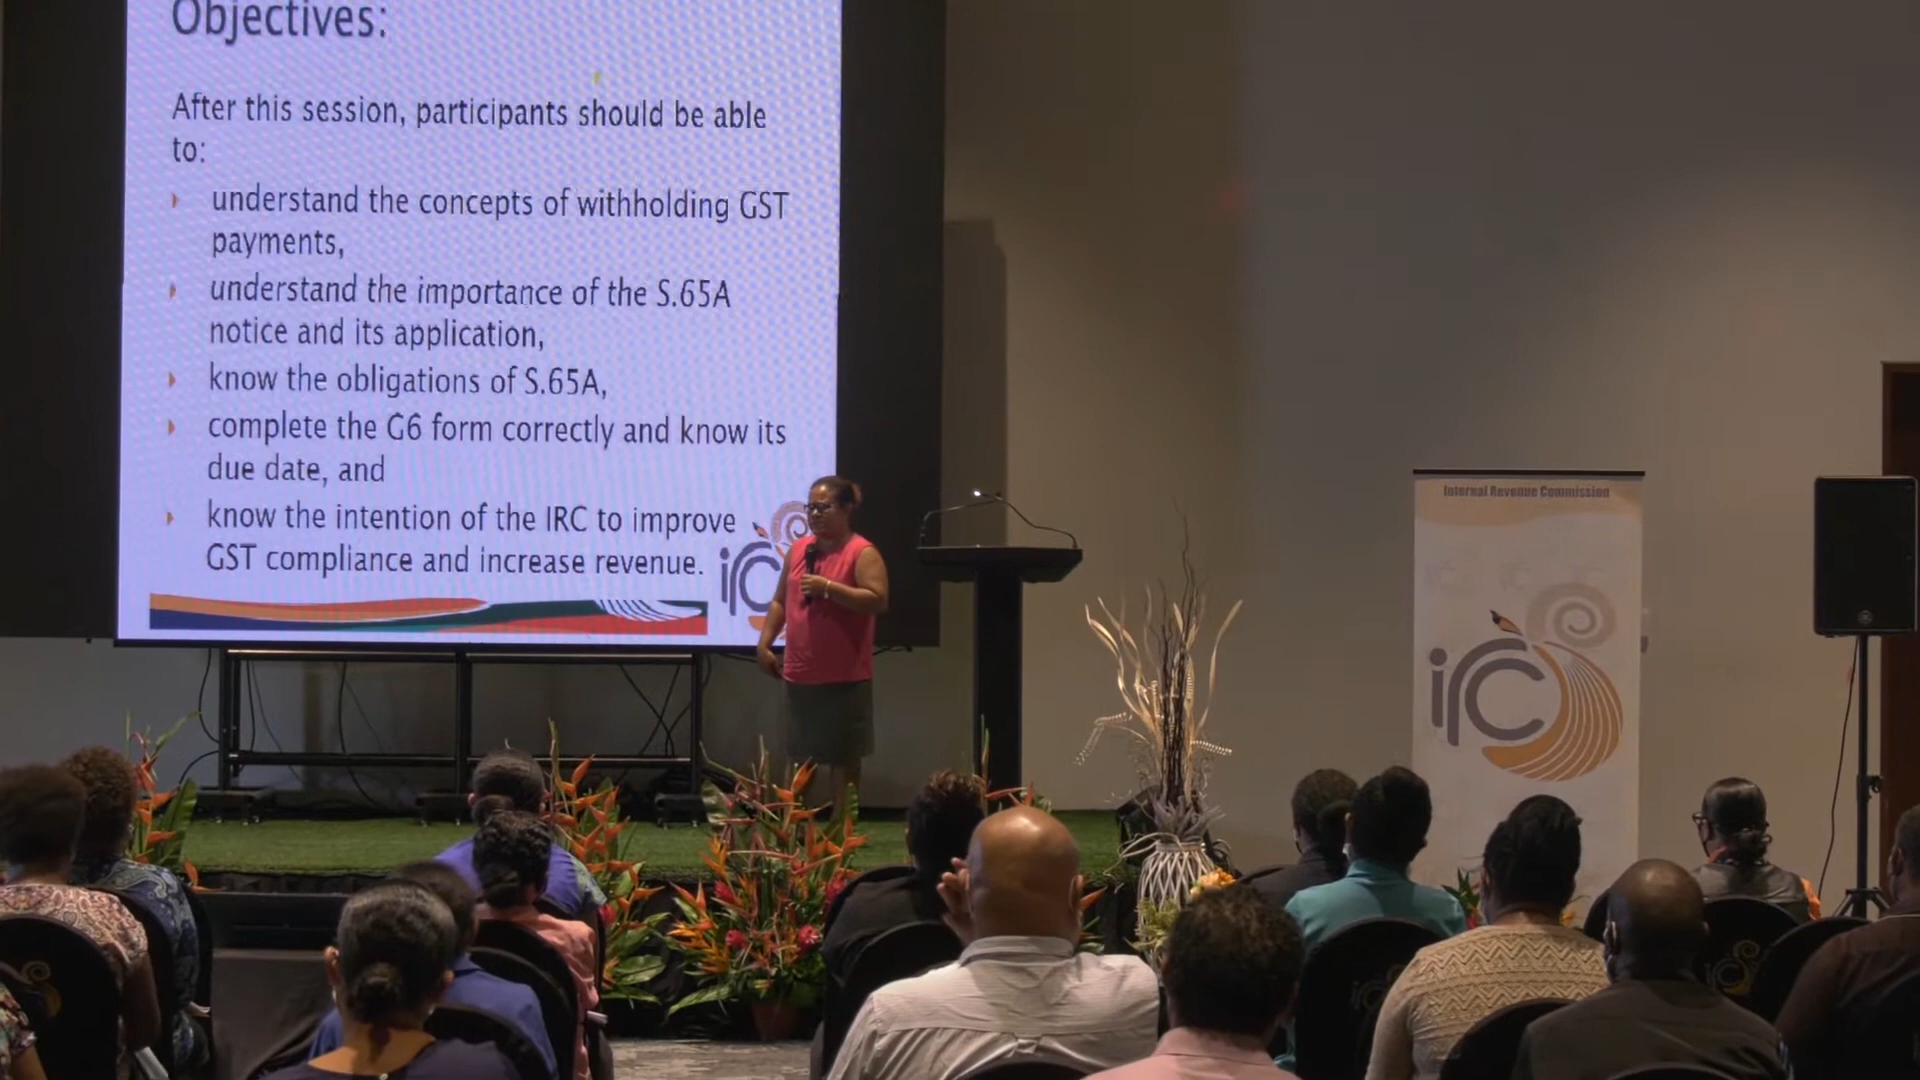 Objectives:
After this session, participants should be able
to:
understand the concepts of withholding GST
payments,
understand the importance of the S.65A
notice and its application,
know the obligations of S.65A,
complete the G6 form correctly and know its
due date, and
know the intention of the IRC to improve
GST compliance and increase revenue.
irc
Internal Revenue Commission
irc